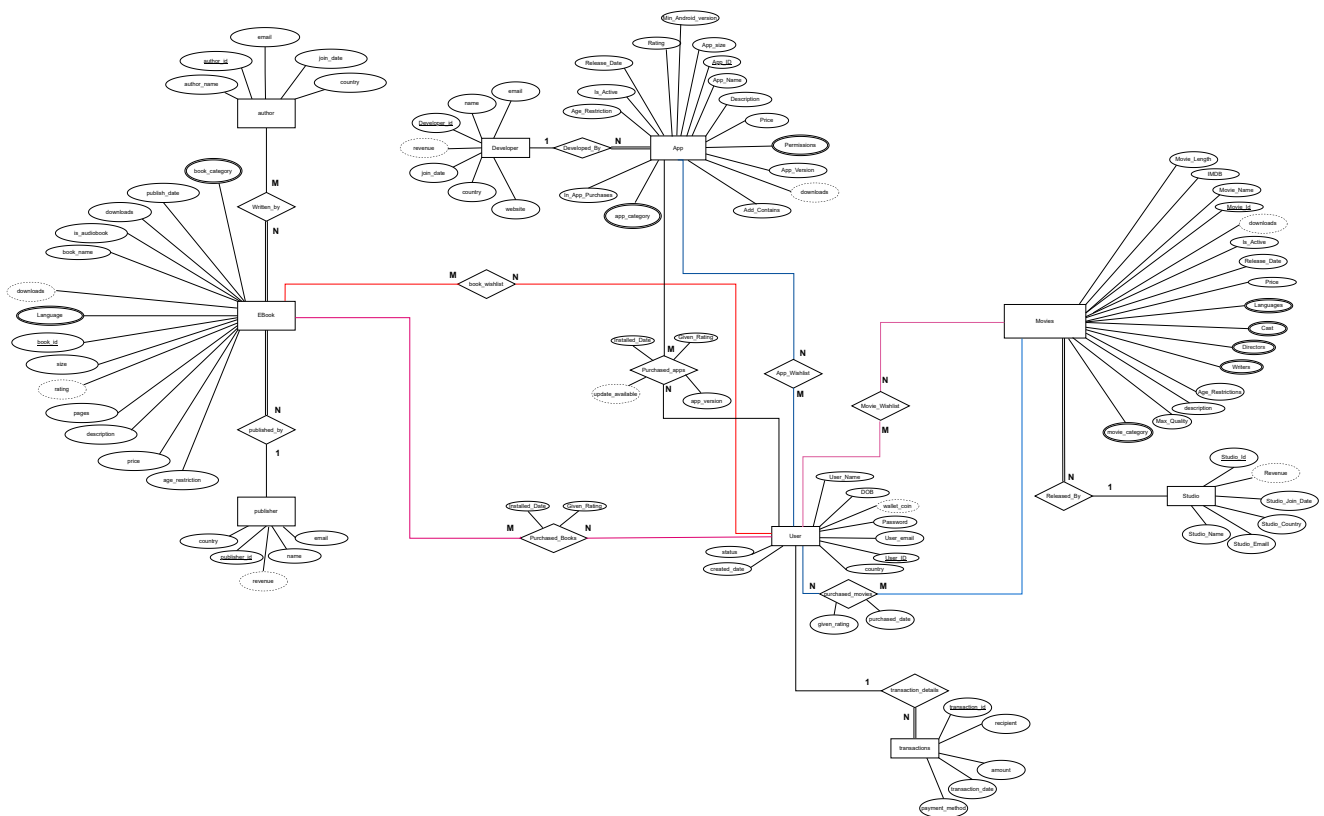 email
author_id
join_date
author_name
country
author
book_category
publish_date
M
downloads
Written_by
is_audiobook
N
book_name
downloads
Language
EBook
book_id
size
rating
pages
N
description
published_by
price
1
age_restriction
publisher
country
email
publisher_id
name
revenue
Min_Android_version
Rating
App_size
Release_Date
App_ID
App_Name
Is_Active
Description
Age_Restriction
Price
email
name
Developer_id
revenue
Developer
1
Developed_By
N
App
Permissions
join_date
App_Version
country
In_App_Purchases
downloads
website
app_category
Add_Contains
M
book_wishlist
N
Installed_Date
Given_Rating
M
Purchased_apps
N
update_available
app_version
N
App_Wishlist
M
N
Movie_Wishlist
M
Movie_Length
IMDB
Movie_Name
Movie_Id
downloads
Is_Active
Release_Date
Price
Movies
Languages
Cast
Directors
Writers
Age_Restrictions
description
Max_Quality
movie_category
N
Released_By
1
Studio
Studio_Id
Revenue
Studio_Join_Date
Studio_Country
Studio_Name
Studio_Emaill
Installed_Date
Given_Rating
M
Purchased_Books
N
User_Name
DOB
wallet_coin
Password
User_email
User_ID
country
User
status
created_date
N
purchased_movies
M
given_rating
purchased_date
1
transaction_details
N
transaction_id
recipient
transactions
amount
transaction_date
payment_method